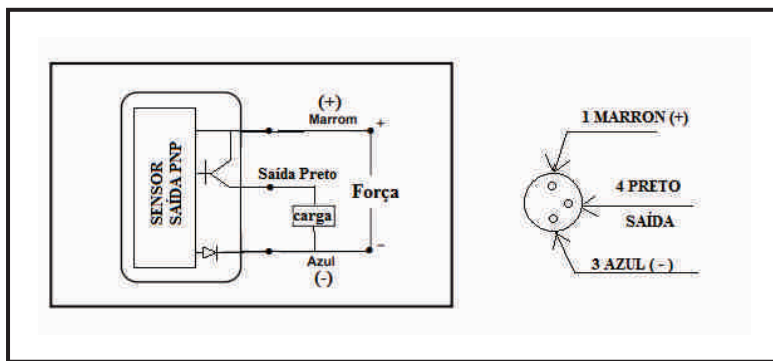 SENSOR
SAÍDA PNP
(+)
Marrom
+
Saída Preto
Força
carga
−
Azul
(-)
1 MARRON (+)
4 PRETO
SAÍDA
3 AZUL ( - )